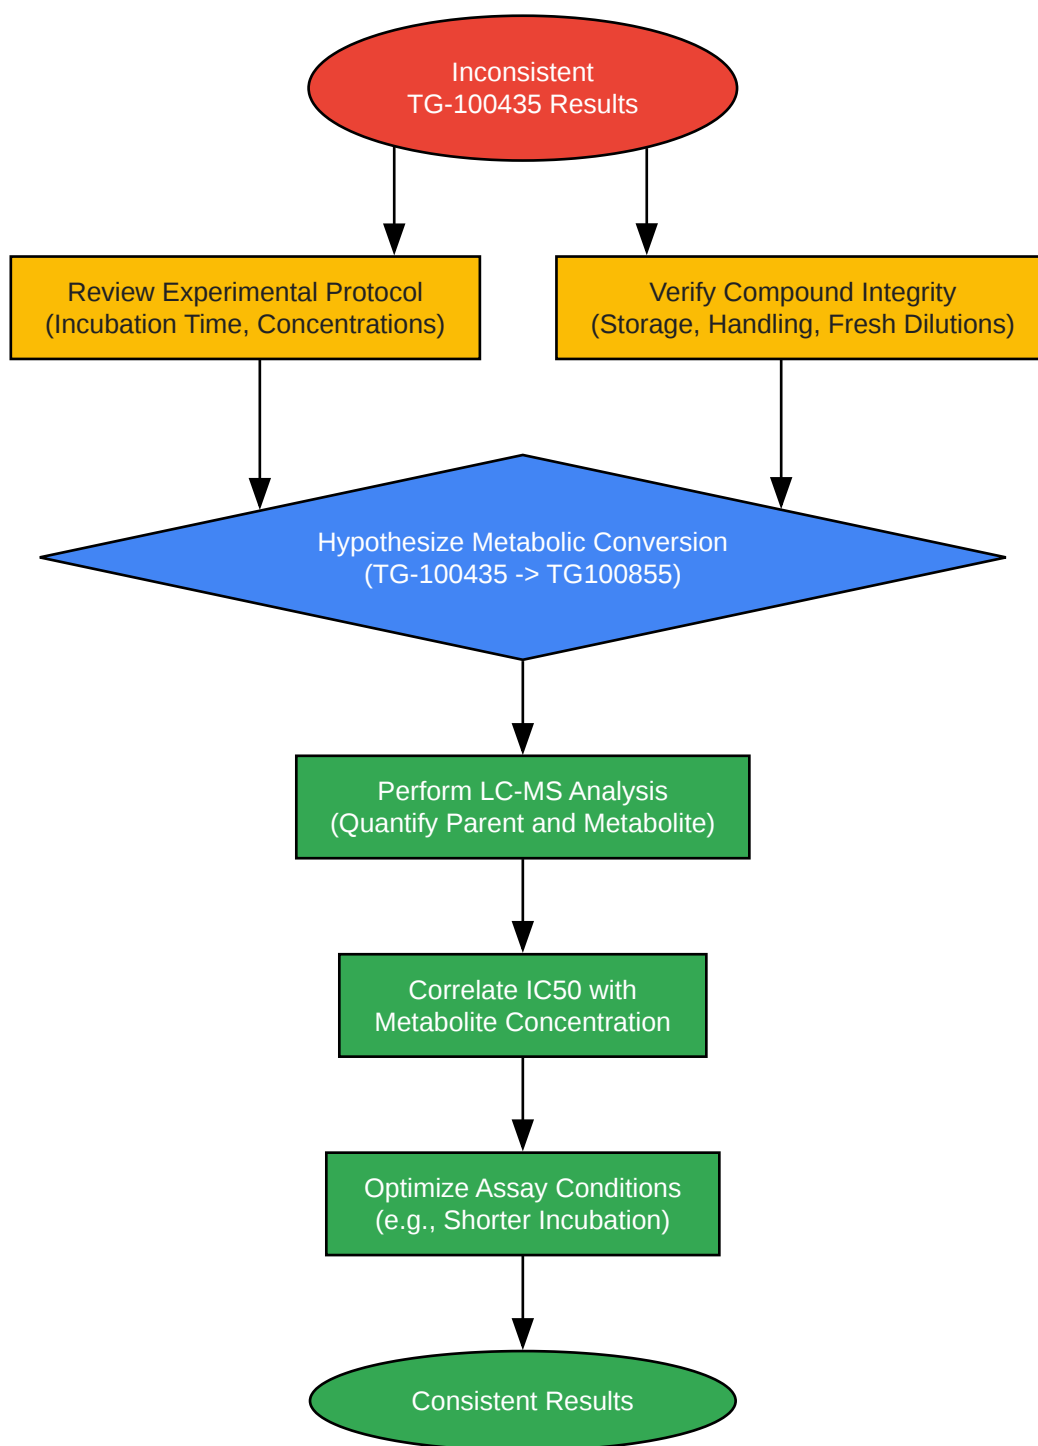 Inconsistent
TG-100435 Results
Review Experimental Protocol
(Incubation Time, Concentrations)
Verify Compound Integrity
(Storage, Handling, Fresh Dilutions)
Hypothesize Metabolic Conversion
(TG-100435 -> TG100855)
Perform LC-MS Analysis
(Quantify Parent and Metabolite)
Correlate IC50 with
Metabolite Concentration
Optimize Assay Conditions
(e.g., Shorter Incubation)
Consistent Results